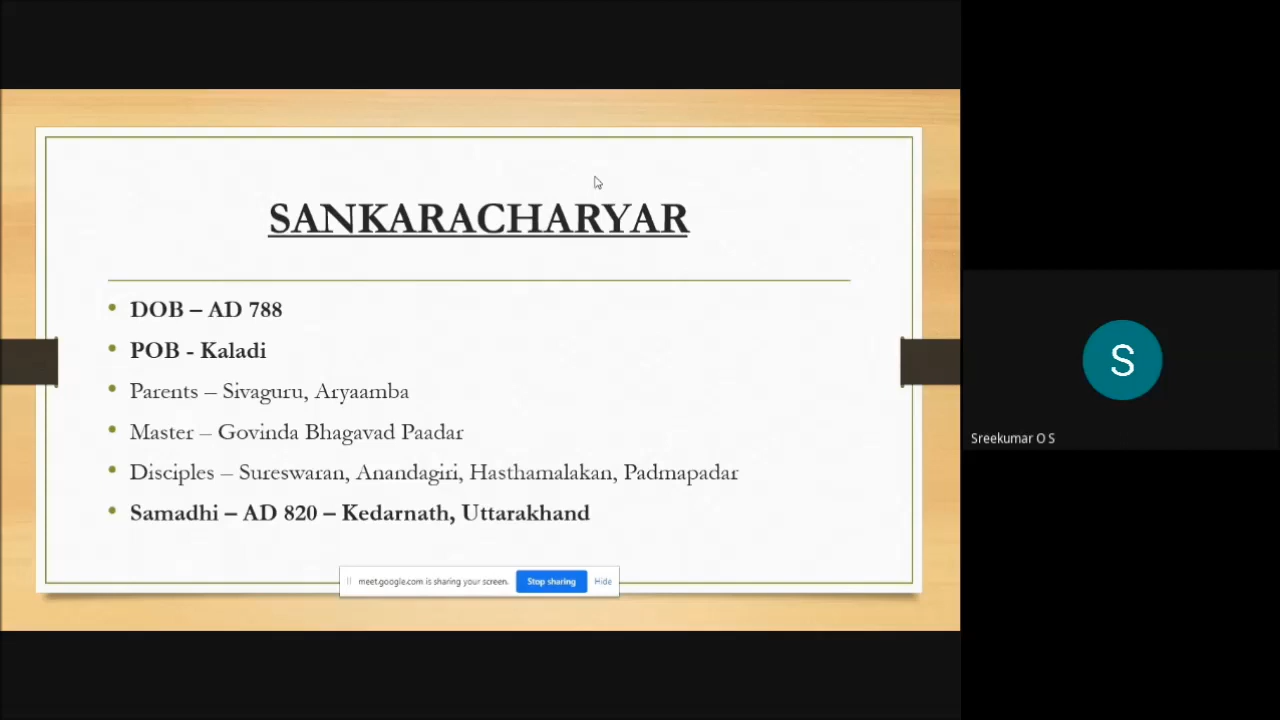 SANKARACHARYAR
• DOB – AD 788
• POB - Kaladi
• Parents – Sivaguru, Aryaamba
• Master – Govinda Bhagavad Paadar
• Disciples – Sureswaran, Anandagiri, Hasthamalakan, Padmapadar
• Samadhi – AD 820 – Kedarnath, Uttarakhand
meet.google.com is sharing your screen. Stop sharing Hide
S
Sreekumar O S